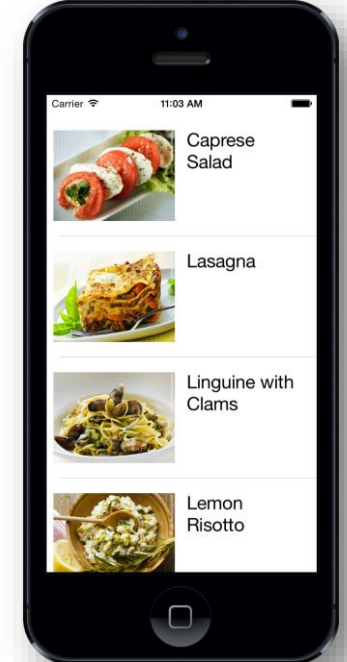 Carrier 11:03 AM
Caprese
Salad
Lasagna
Linguine with
Clams
Lemon
Risotto